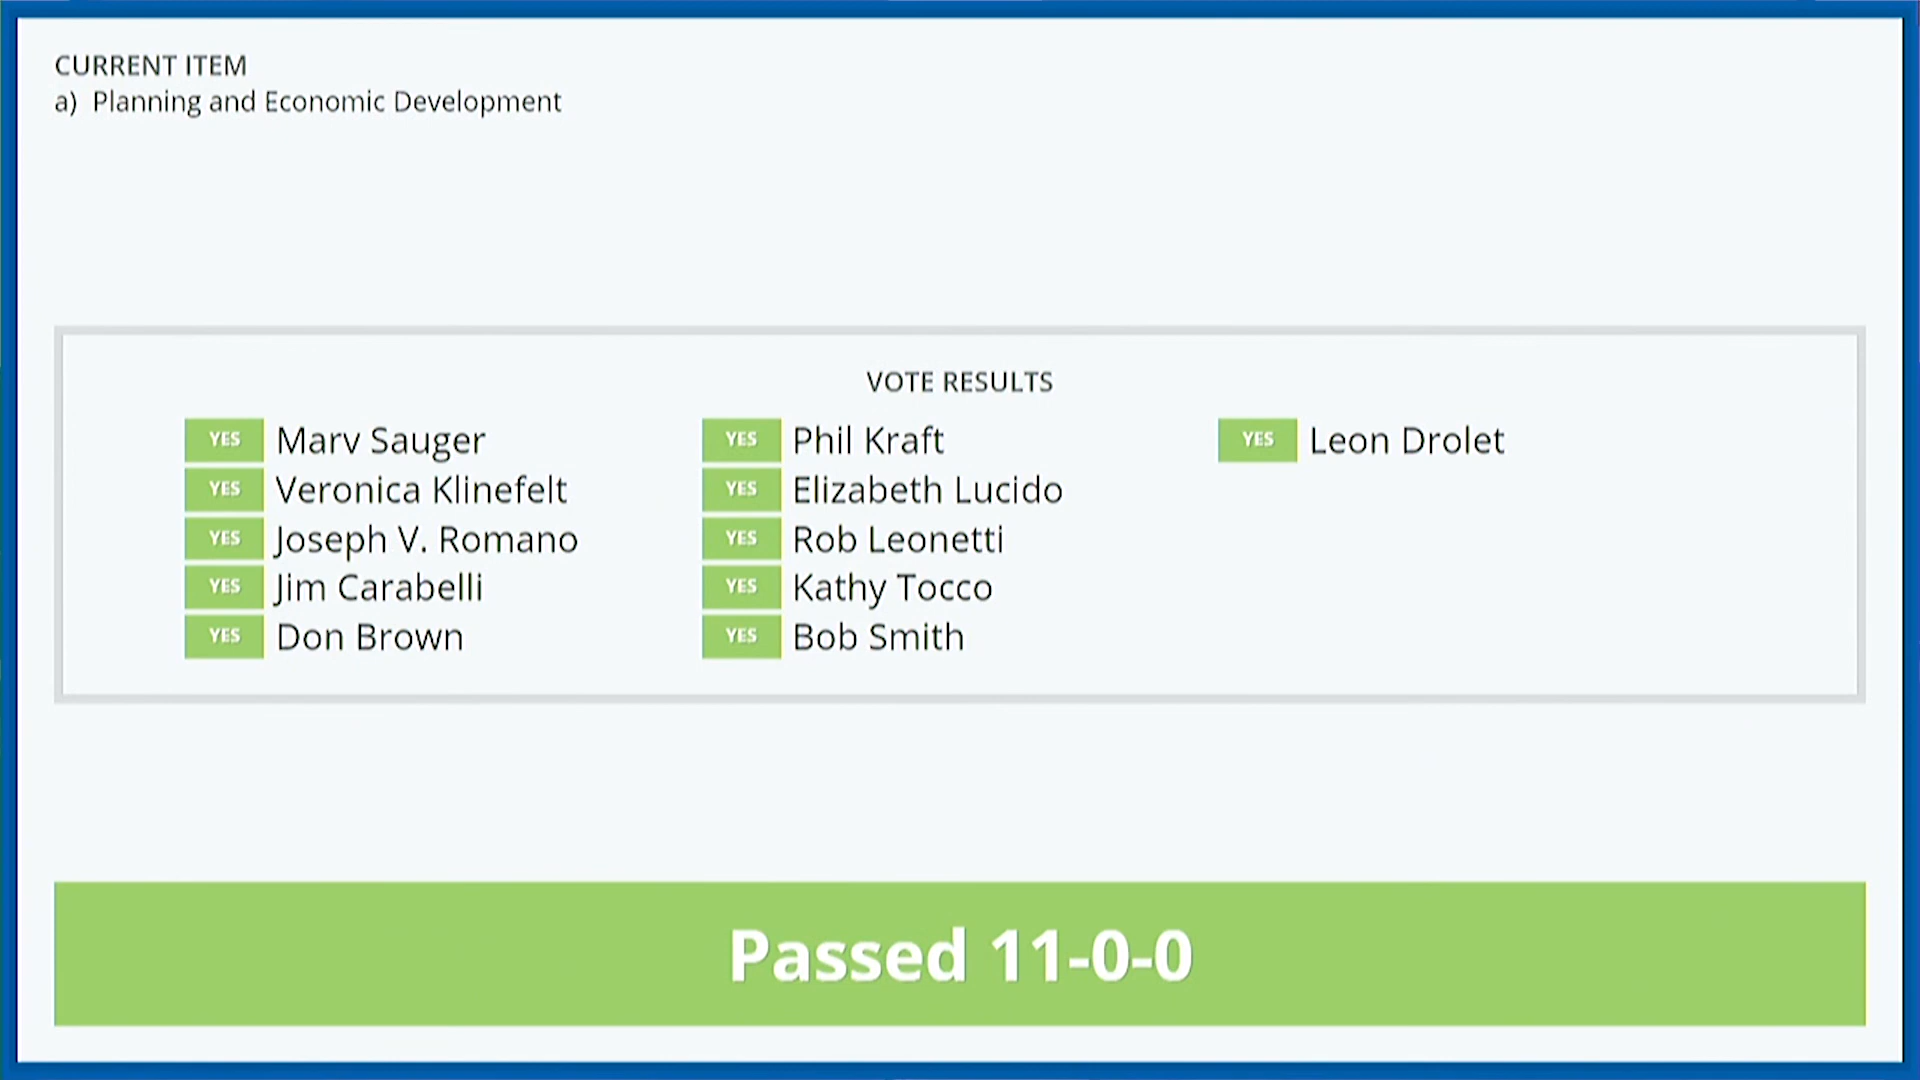 CURRENT ITEM
a) Planning and Economic Development
VOTE RESULTS
YES Marv Sauger
YES Veronica Klinefelt
YES Joseph V. Romano
YES Jim Carabelli
YES Don Brown
YES Phil Kraft
YES Elizabeth Lucido
YES Rob Leonetti
YES Kathy Tocco
YES Bob Smith
YES Leon Drolet
Passed 11-0-0